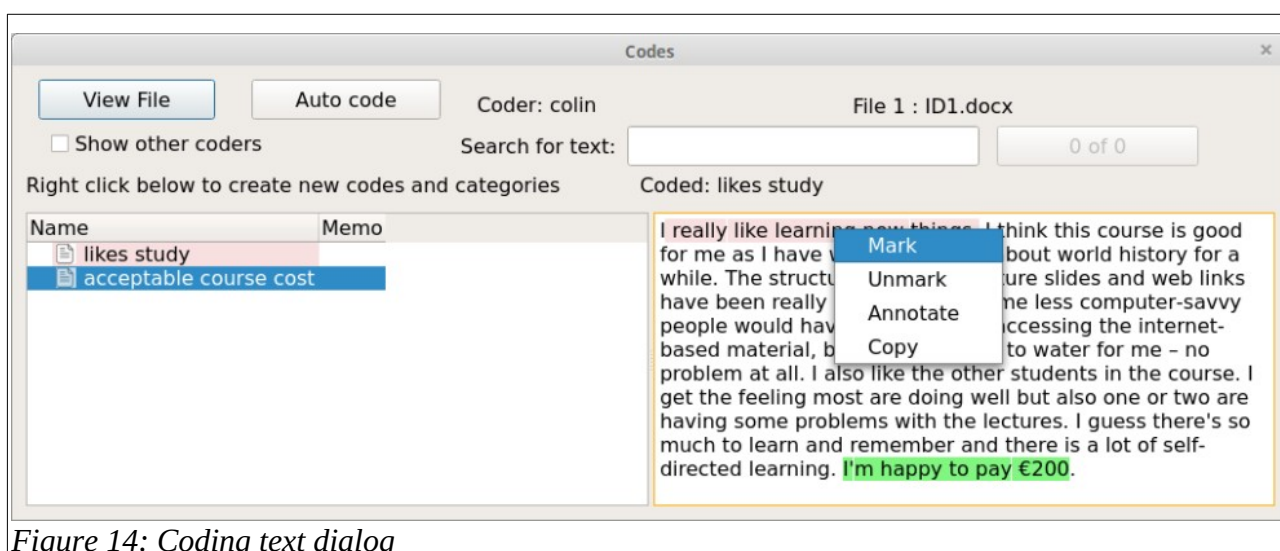 Codes
View File Auto code Coder: colin File 1 : ID1.docx
Show other coders Search for text: 0 of 0
Right click below to create new codes and categories Coded: likes study
Name Memo
likes study
acceptable course cost
I really like learning new things. I think this course is good
for me as I have bout world history for a
while. The structu ture slides and web links
have been really me less computer-savvy
people would hav ccessing the internet-
based material, b to water for me – no
problem at all. I also like the other students in the course. I
get the feeling most are doing well but also one or two are
having some problems with the lectures. I guess there's so
much to learn and remember and there is a lot of self-
directed learning. I'm happy to pay €200.
Mark
Unmark
Annotate
Copy
Figure 14: Coding text dialog